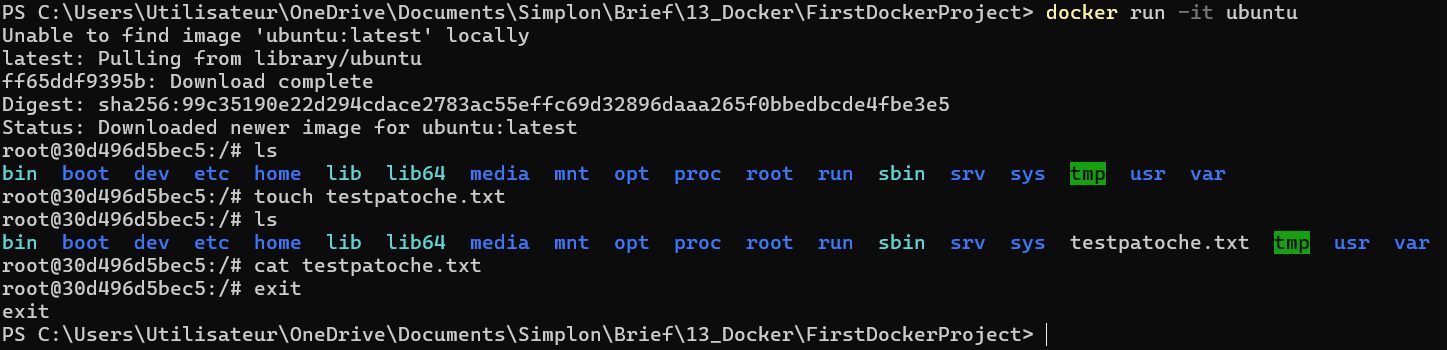 PS C:\Users\Utilisateur\OneDrive\Documents\Simplon\Brief\13_Docker\FirstDockerProject> docker run -it ubuntu
Unable to find image 'ubuntu:latest' locally
latest: Pulling from library/ubuntu
ff65ddf9395b: Download complete
Digest: sha256:99c35190e22d294cdace2783ac55effc69d32896daaa265f0bbedbcde4fbe3e5
Status: Downloaded newer image for ubuntu:latest
root@30d496d5bec5:/# ls
bin  boot  dev  etc  home  lib  lib64  media  mnt  opt  proc  root  run  sbin  srv  sys  tmp  usr  var
root@30d496d5bec5:/# touch testpatoche.txt
root@30d496d5bec5:/# ls
bin  boot  dev  etc  home  lib  lib64  media  mnt  opt  proc  root  run  sbin  srv  sys  testpatoche.txt  tmp  usr  var
root@30d496d5bec5:/# cat testpatoche.txt
root@30d496d5bec5:/# exit
exit
PS C:\Users\Utilisateur\OneDrive\Documents\Simplon\Brief\13_Docker\FirstDockerProject>